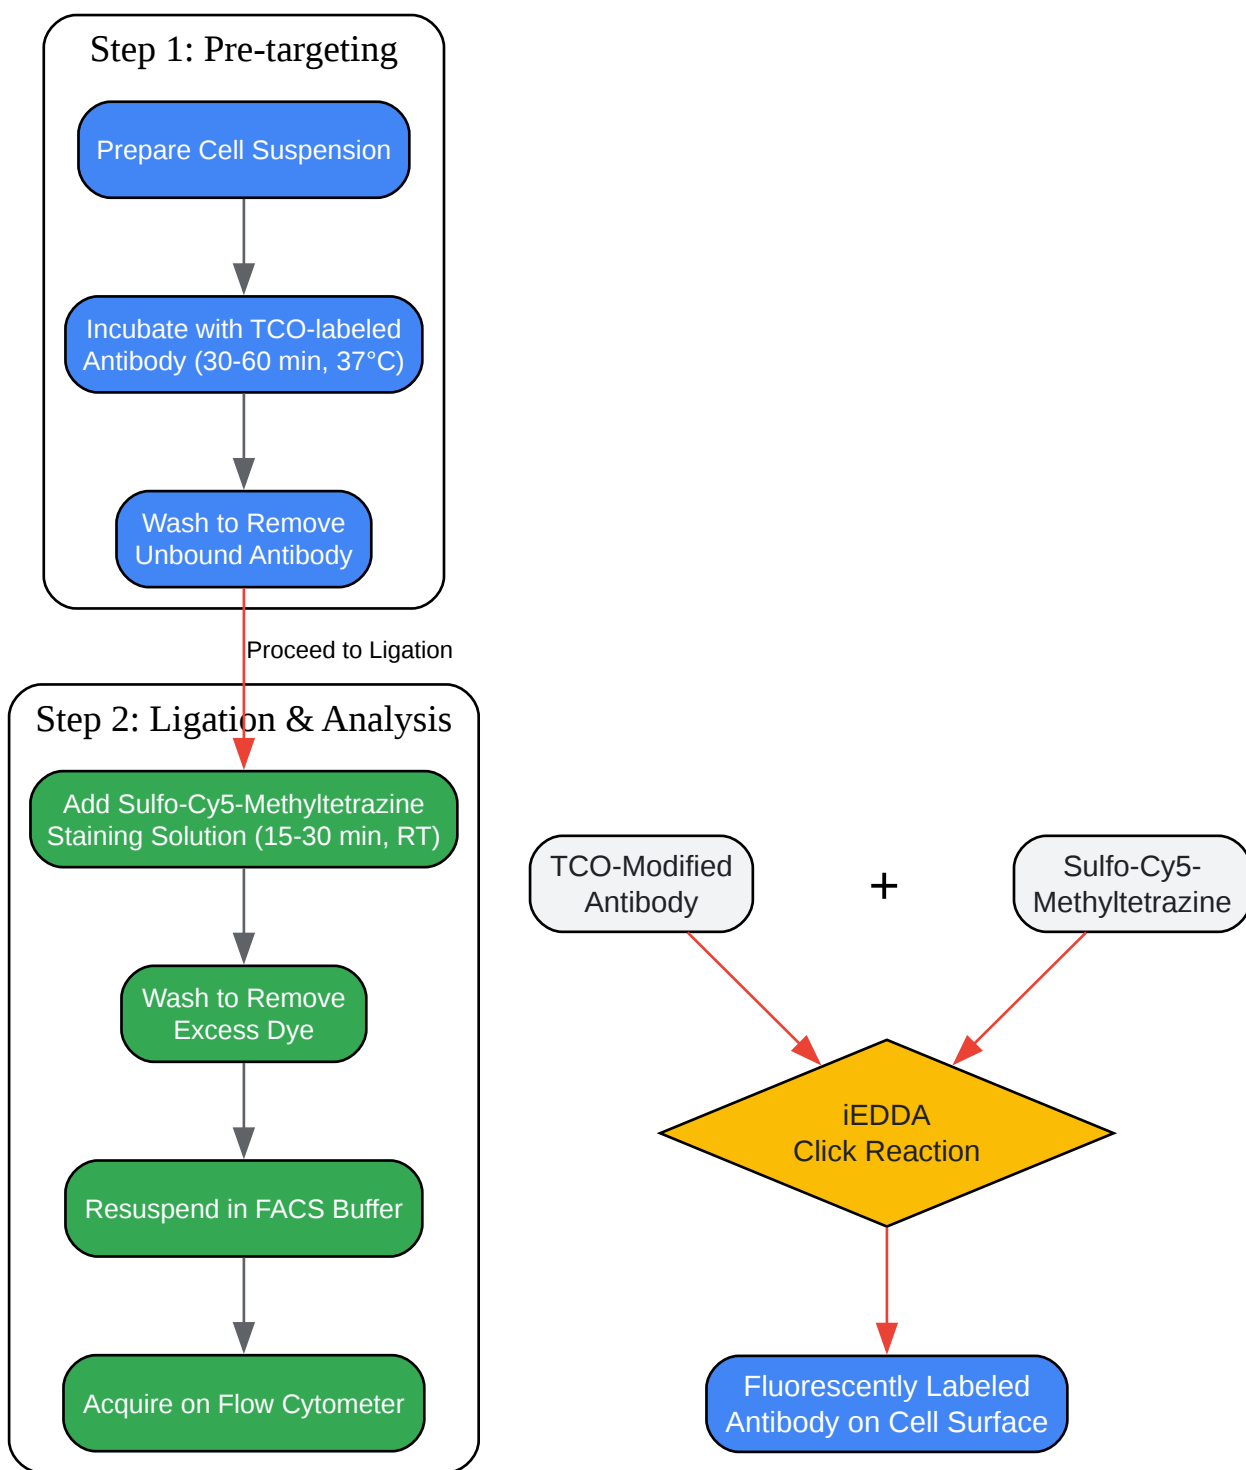 Step 1: Pre-targeting
Prepare Cell Suspension
Incubate with TCO-labeled
Antibody (30-60 min, 37°C)
Wash to Remove
Unbound Antibody
Proceed to Ligation
Step 2: Ligation & Analysis
Add Sulfo-Cy5-Methyltetrazine
Staining Solution (15-30 min, RT)
Wash to Remove
Excess Dye
Resuspend in FACS Buffer
Acquire on Flow Cytometer
TCO-Modified
Antibody
+
Sulfo-Cy5-
Methyltetrazine
iEDDA
Click Reaction
Fluorescently Labeled
Antibody on Cell Surface